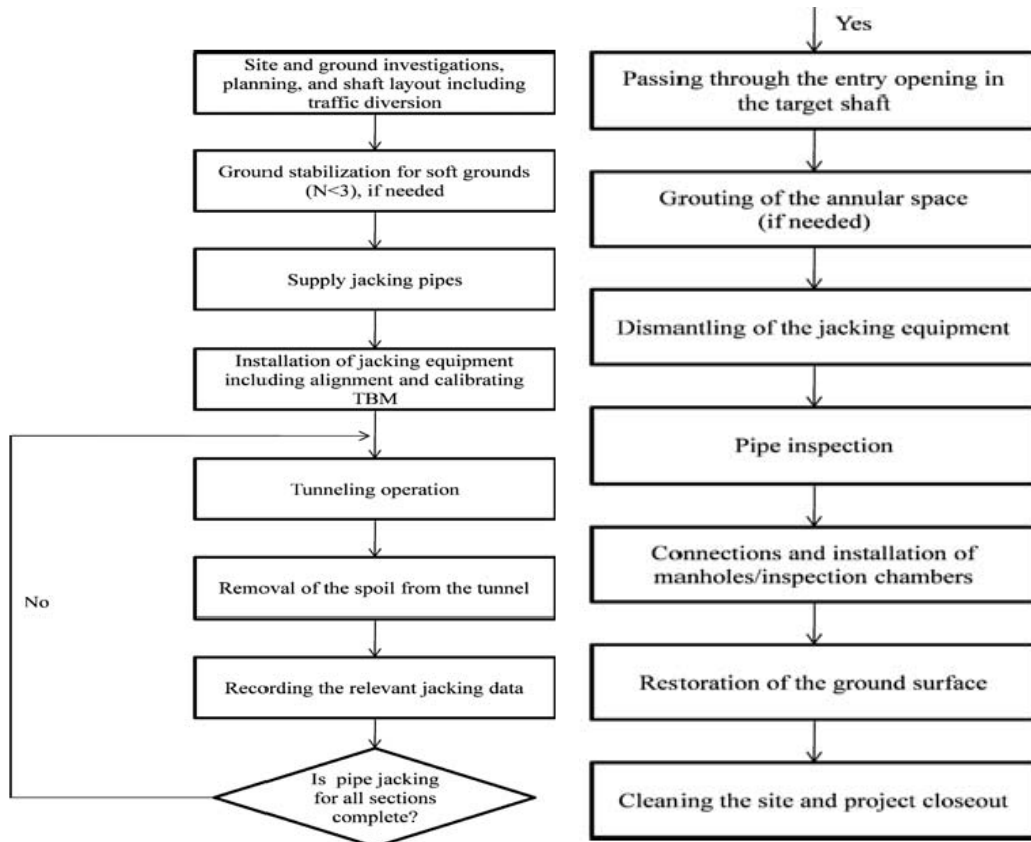 Site and ground investigations,
planning, and shaft layout including
traffic diversion
Ground stabilization for soft grounds
(N<3), if needed
Supply jacking pipes
Installation of jacking equipment
including alignment and calibrating
TBM
Tunneling operation
Removal of the spoil from the tunnel
No
Recording the relevant jacking data
Is pipe jacking
for all sections
complete?
Yes
Passing through the entry opening in
the target shaft
Grouting of the annular space
(if needed)
Dismantling of the jacking equipment
Pipe inspection
Connections and installation of
manholes/inspection chambers
Restoration of the ground surface
Cleaning the site and project closeout